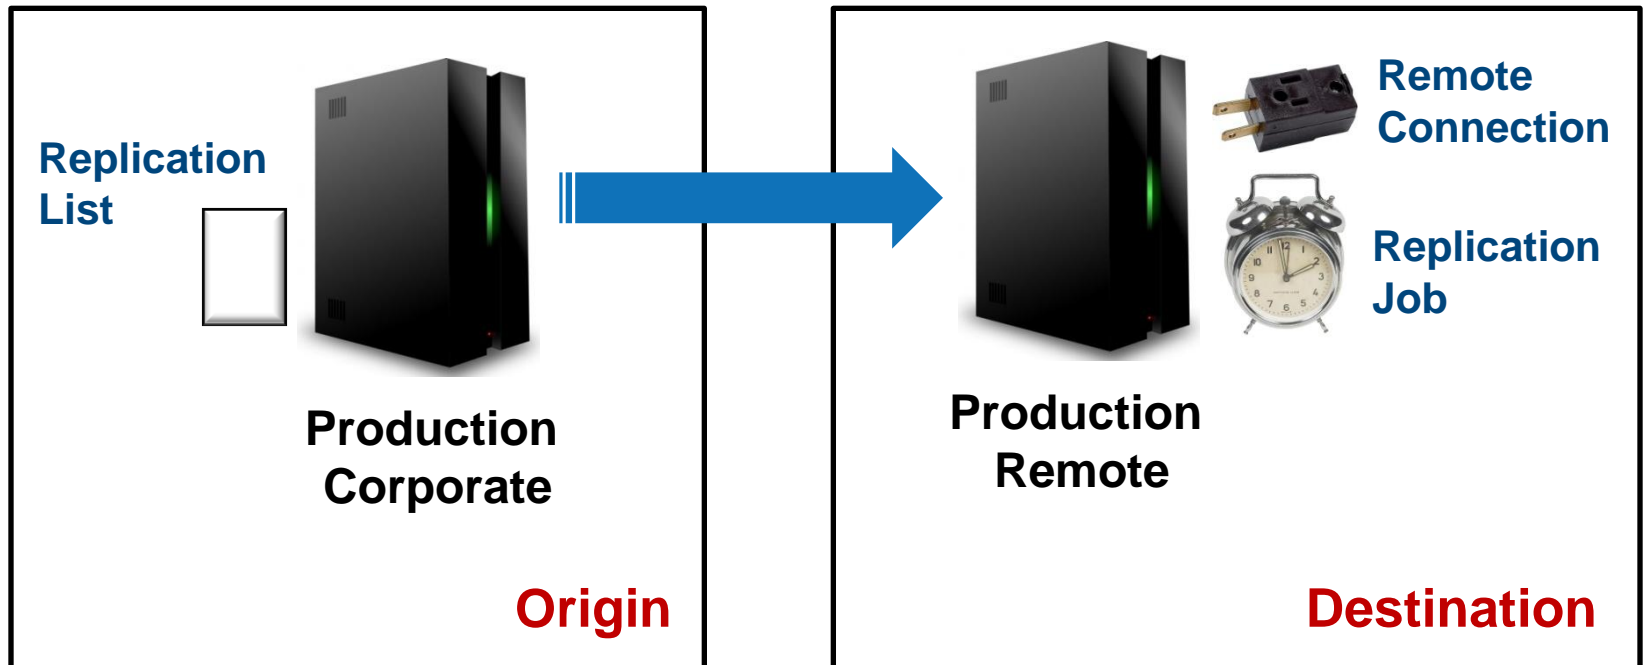 Replication
List
Production
Corporate
Origin
Remote
Connection
Replication
Job
Production
Remote
Destination